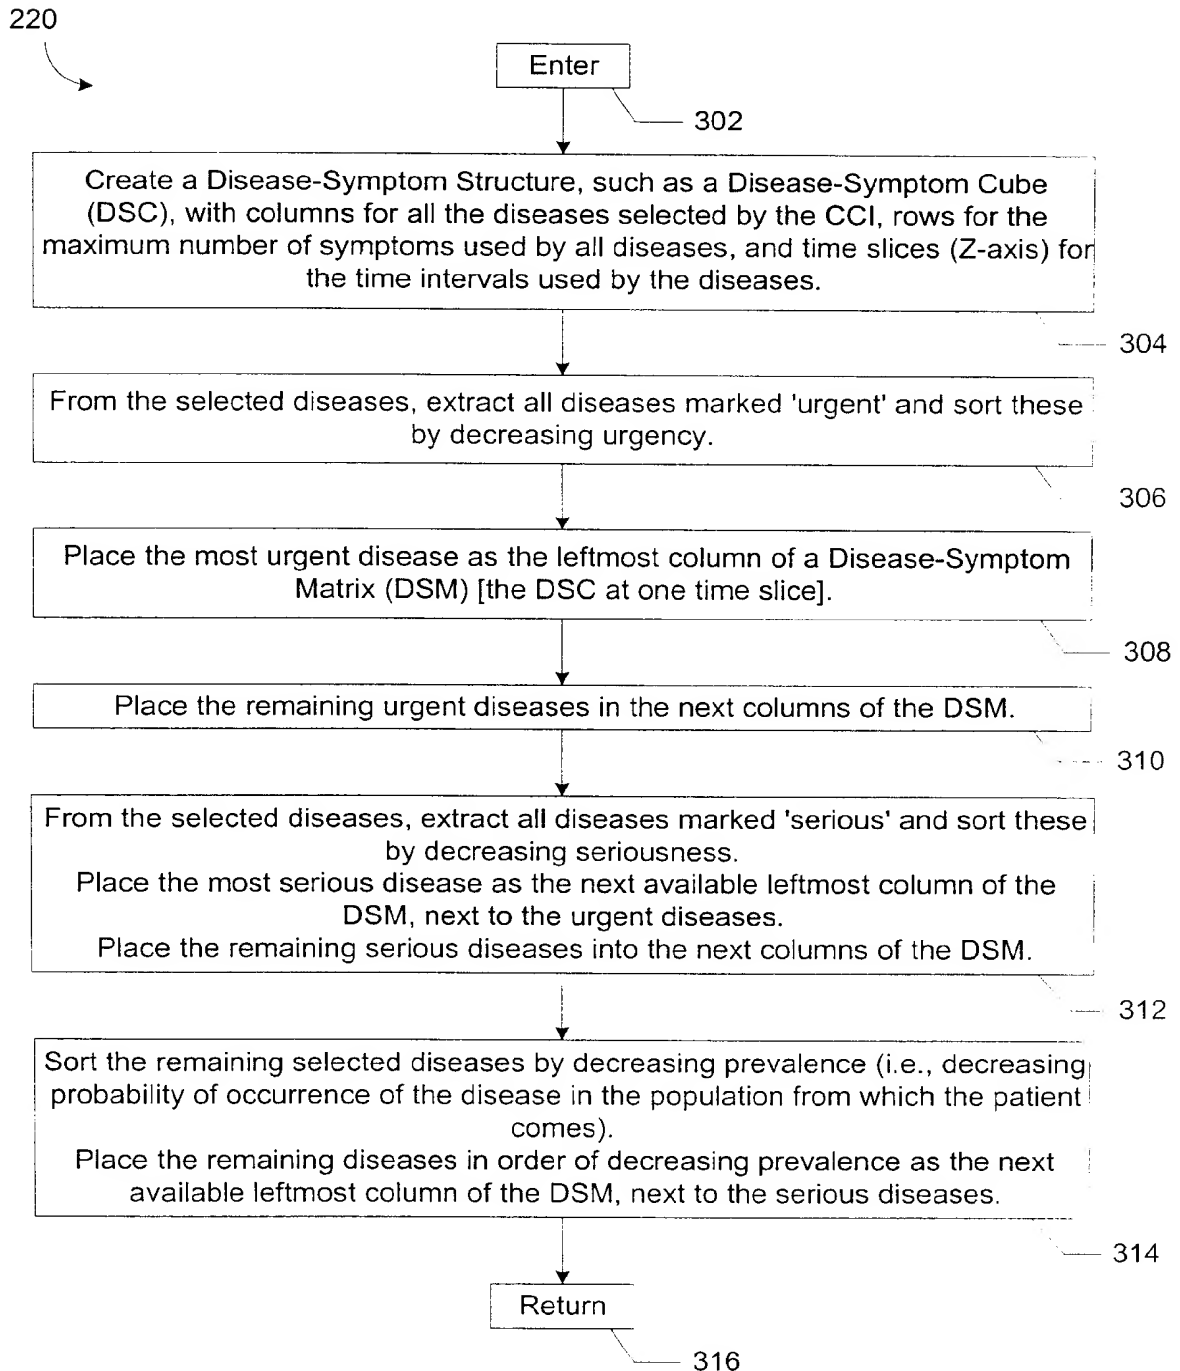 220
Enter
302
Create a Disease-Symptom Structure, such as a Disease-Symptom Cube
(DSC), with columns for all the diseases selected by the CCI, rows for the
maximum number of symptoms used by all diseases, and time slices (Z-axis) for
the time intervals used by the diseases.
304
From the selected diseases, extract all diseases marked 'urgent' and sort these
by decreasing urgency.
306
Place the most urgent disease as the leftmost column of a Disease-Symptom
Matrix (DSM) [the DSC at one time slice].
308
Place the remaining urgent diseases in the next columns of the DSM.
310
From the selected diseases, extract all diseases marked 'serious' and sort these
by decreasing seriousness.
Place the most serious disease as the next available leftmost column of the
DSM, next to the urgent diseases.
Place the remaining serious diseases into the next columns of the DSM.
312
Sort the remaining selected diseases by decreasing prevalence (i.e., decreasing
probability of occurrence of the disease in the population from which the patient
comes).
Place the remaining diseases in order of decreasing prevalence as the next
available leftmost column of the DSM, next to the serious diseases.
314
Return
316